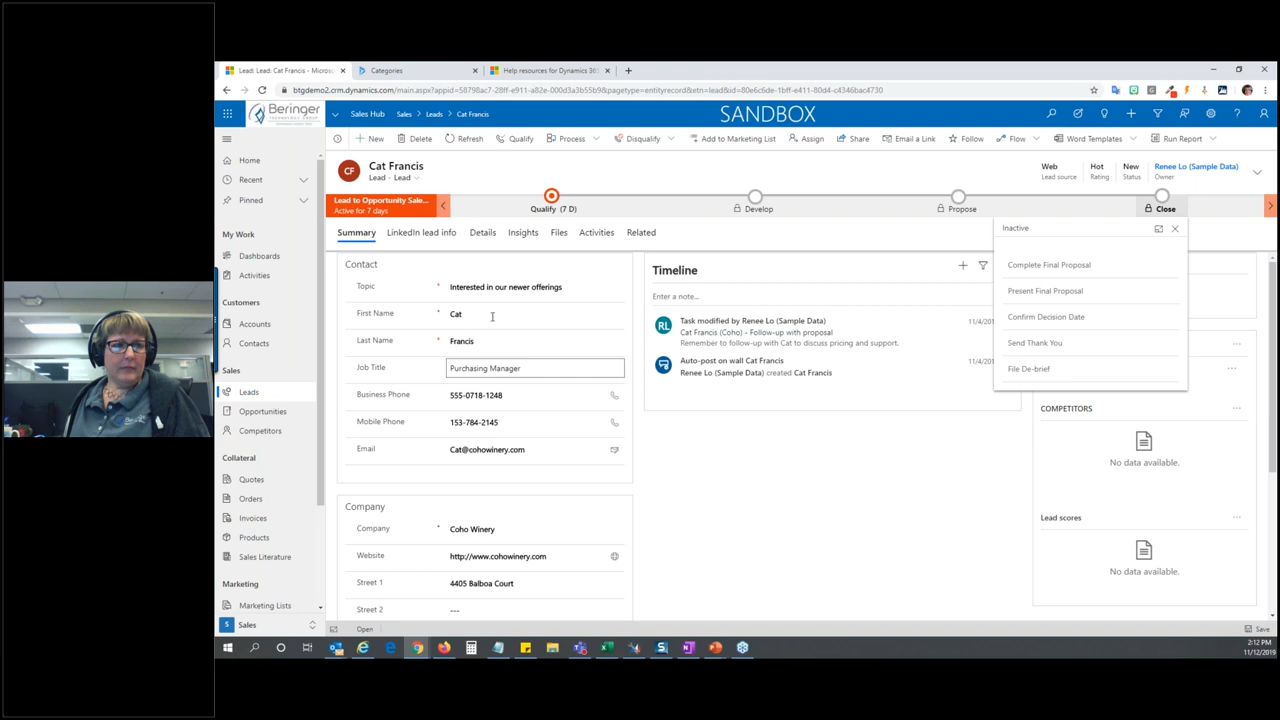 Lead: Lead: Cat Francis - Micros
Categories
Help resources for Dynamics 365
btgdemo2.crm.dynamics.com/main.aspx?appid=58798ac7-28ff-e911-a82e-000d3a3b55b9&pagetype=entityrecord&etn=lead&id=80e6c6de-1bff-e411-80d4-c4346bac4730
Beringer
TECHNOLOGY GROUP
Sales Hub
Sales > Leads > Cat Francis
SANDBOX
New
Delete
Refresh
Qualify
Process
Disqualify
Add to Marketing List
Assign
Share
Email a Link
Follow
Flow
Word Templates
Run Report
Home
Recent
Pinned
My Work
Dashboards
Activities
Customers
Accounts
Contacts
Sales
Leads
Opportunities
Competitors
Collateral
Quotes
Orders
Invoices
Products
Sales Literature
Marketing
Marketing Lists
S Sales
CF
Cat Francis
Lead · Lead
Web
Lead source
Hot
Rating
New
Status
Renee Lo (Sample Data)
Owner
Lead to Opportunity Sale...
Active for 7 days
Qualify (7 D)
Develop
Propose
Close
Summary
LinkedIn lead info
Details
Insights
Files
Activities
Related
Contact
Topic * Interested in our newer offerings
First Name * Cat
Last Name * Francis
Job Title Purchasing Manager
Business Phone 555-0718-1248
Mobile Phone 153-784-2145
Email Cat@cohowinery.com
Company
Company * Coho Winery
Website http://www.cohowinery.com
Street 1 4405 Balboa Court
Street 2 ---
Timeline
Enter a note...
RL
Task modified by Renee Lo (Sample Data)
11/4/201
Cat Francis (Coho) - Follow-up with proposal
Remember to follow-up with Cat to discuss pricing and support.
Auto-post on wall Cat Francis
11/4/201
Renee Lo (Sample Data) created Cat Francis
Inactive
Complete Final Proposal
Present Final Proposal
Confirm Decision Date
Send Thank You
File De-brief
COMPETITORS
No data available.
Lead scores
No data available.
Open
Save
2:12 PM
11/12/2019